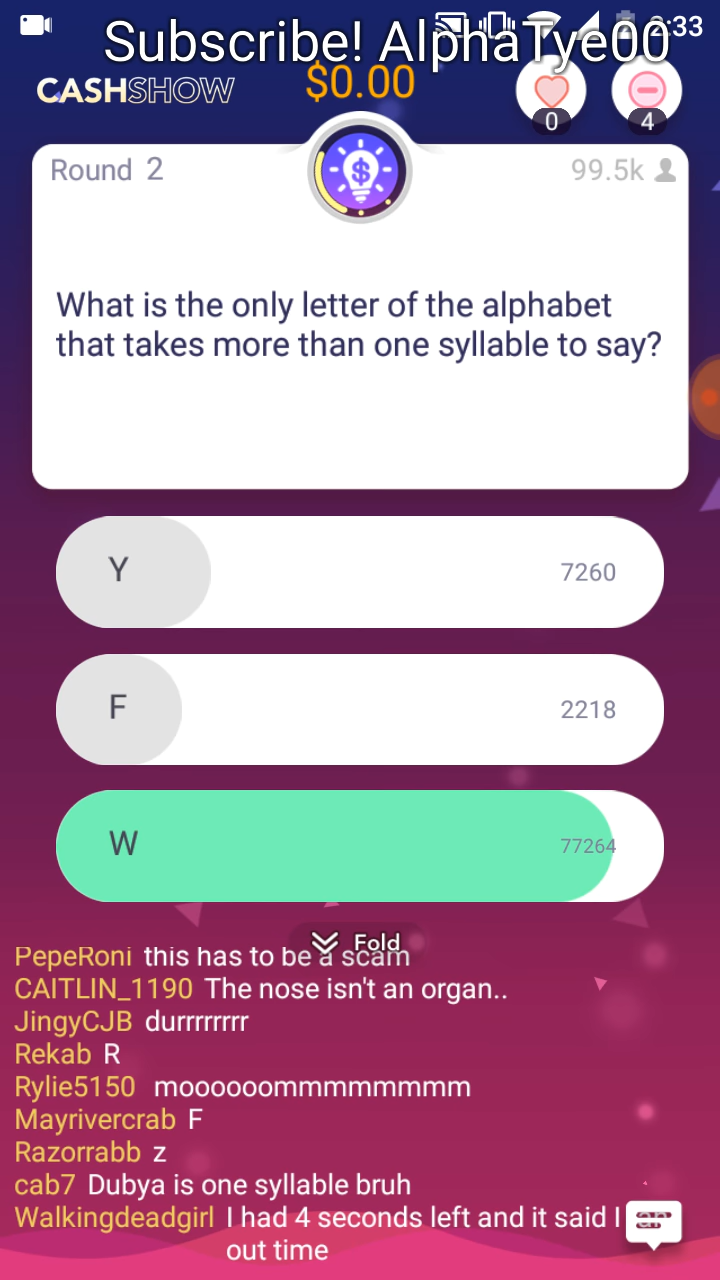 Subscribe! AlphaTye00
2:33
CASHSHOW
$0.00
0
4
Round 2
99.5k
What is the only letter of the alphabet
that takes more than one syllable to say?
Y
7260
F
2218
W
77264
Fold
PepeRoni this has to be a scam
CAITLIN_1190 The nose isn't an organ..
JingyCJB durrrrrrrr
Rekab R
Rylie5150 moooooommmmmmmm
Mayrivercrab F
Razorrabb z
cab7 Dubya is one syllable bruh
Walkingdeadgirl I had 4 seconds left and it said I
out time